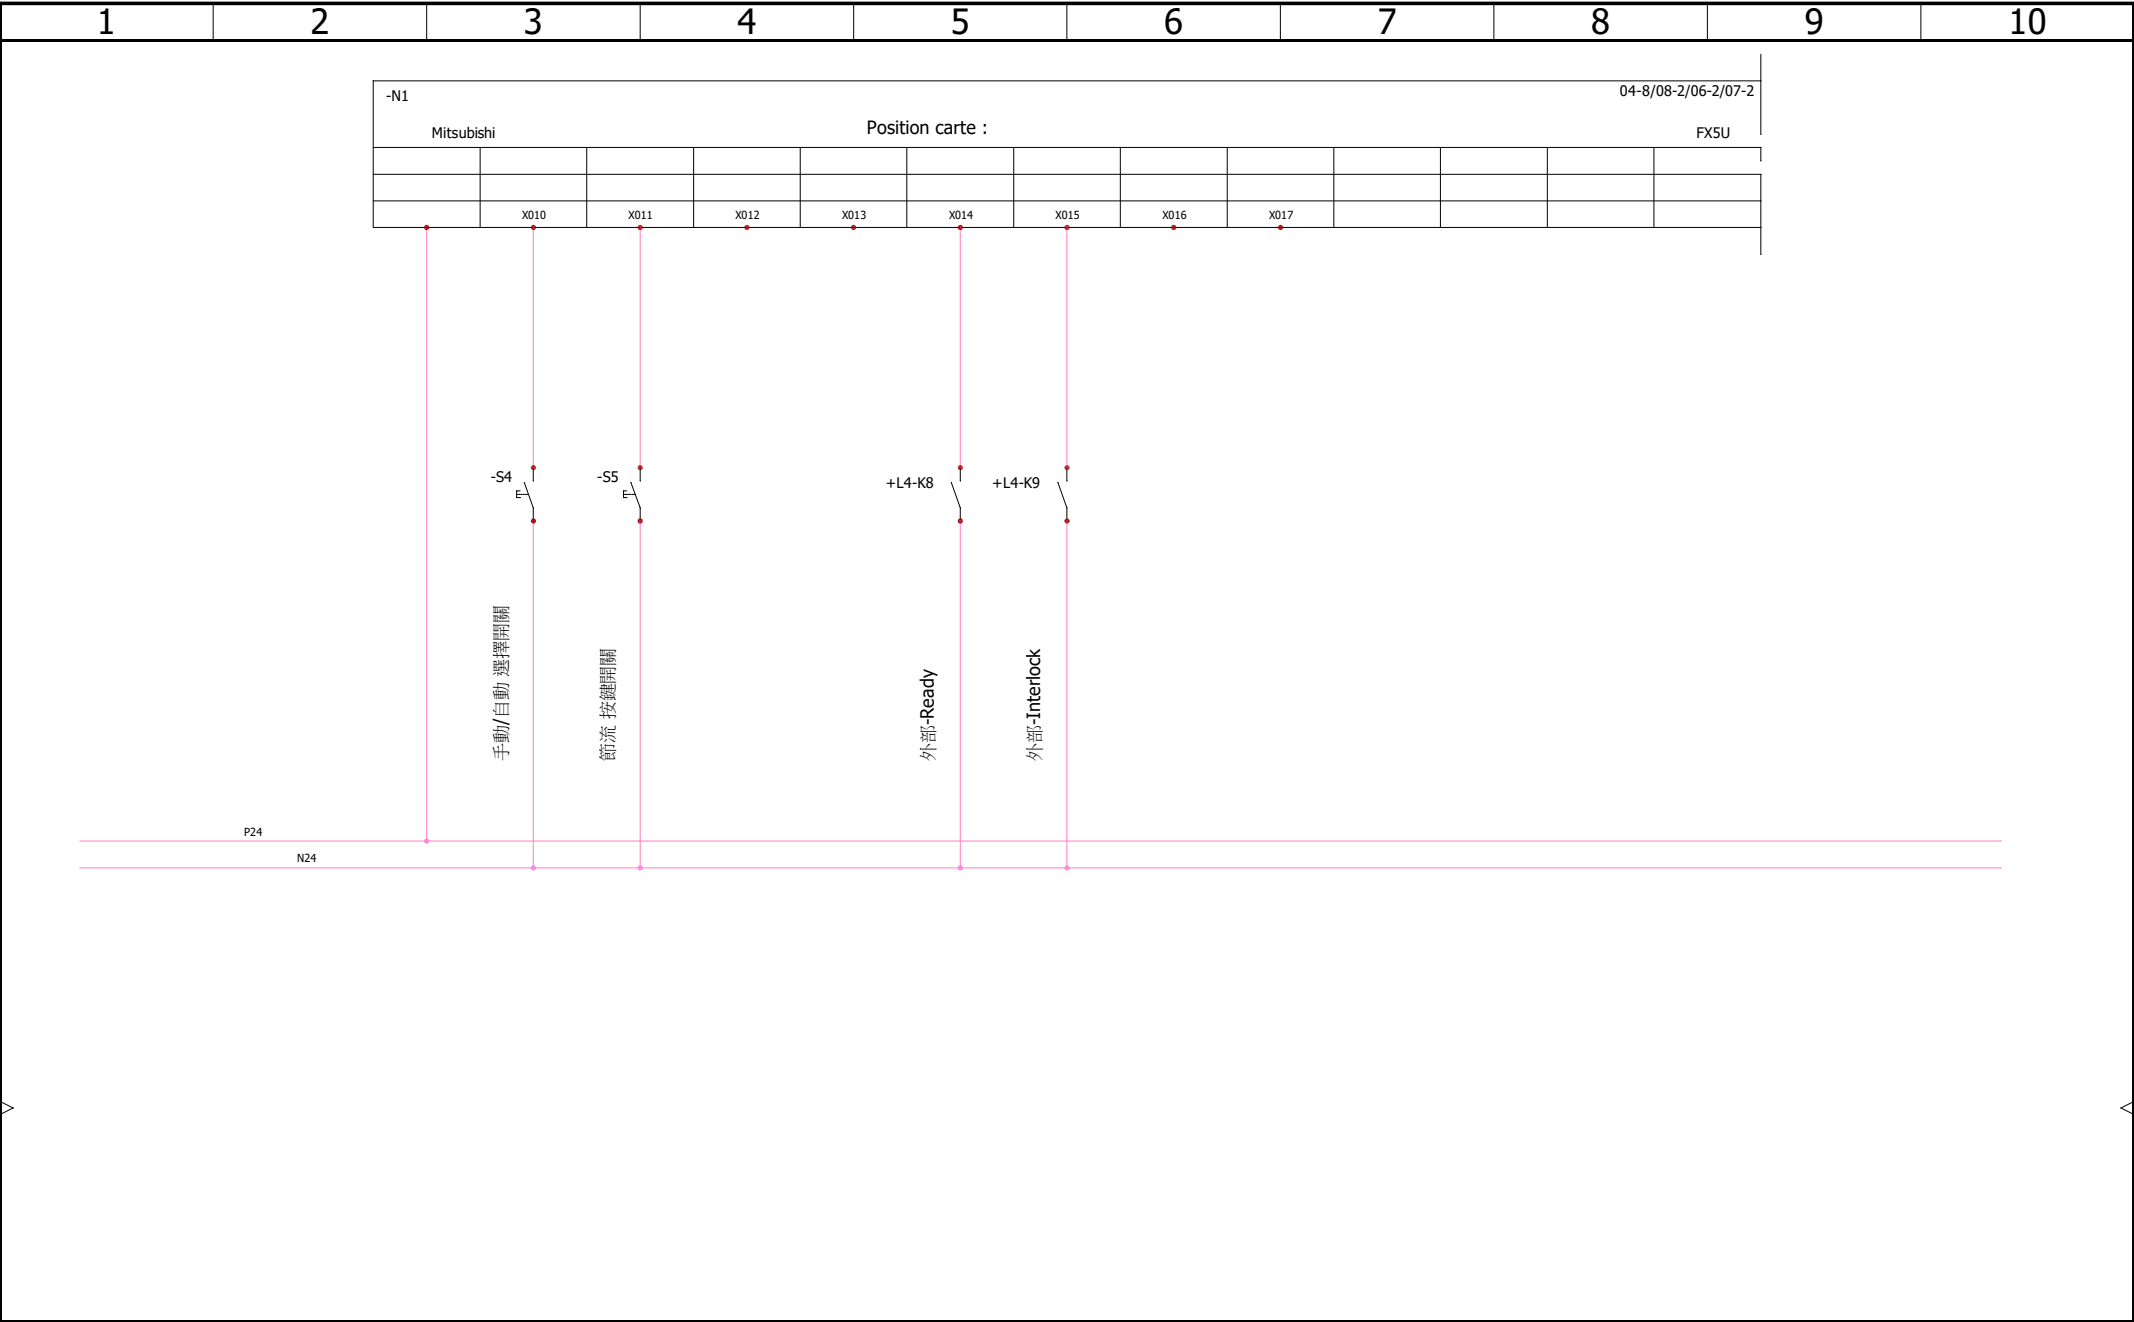 1 2 3 4 5 6 7 8 9 10
-N1 04-8/08-2/06-2/07-2
Mitsubishi Position carte : FX5U
X010 X011 X012 X013 X014 X015 X016 X017
-S4 -S5 +L4-K8 +L4-K9
手動/自動 選擇開關
節流 按鍵開關
外部-Ready
外部-Interlock
P24
N24